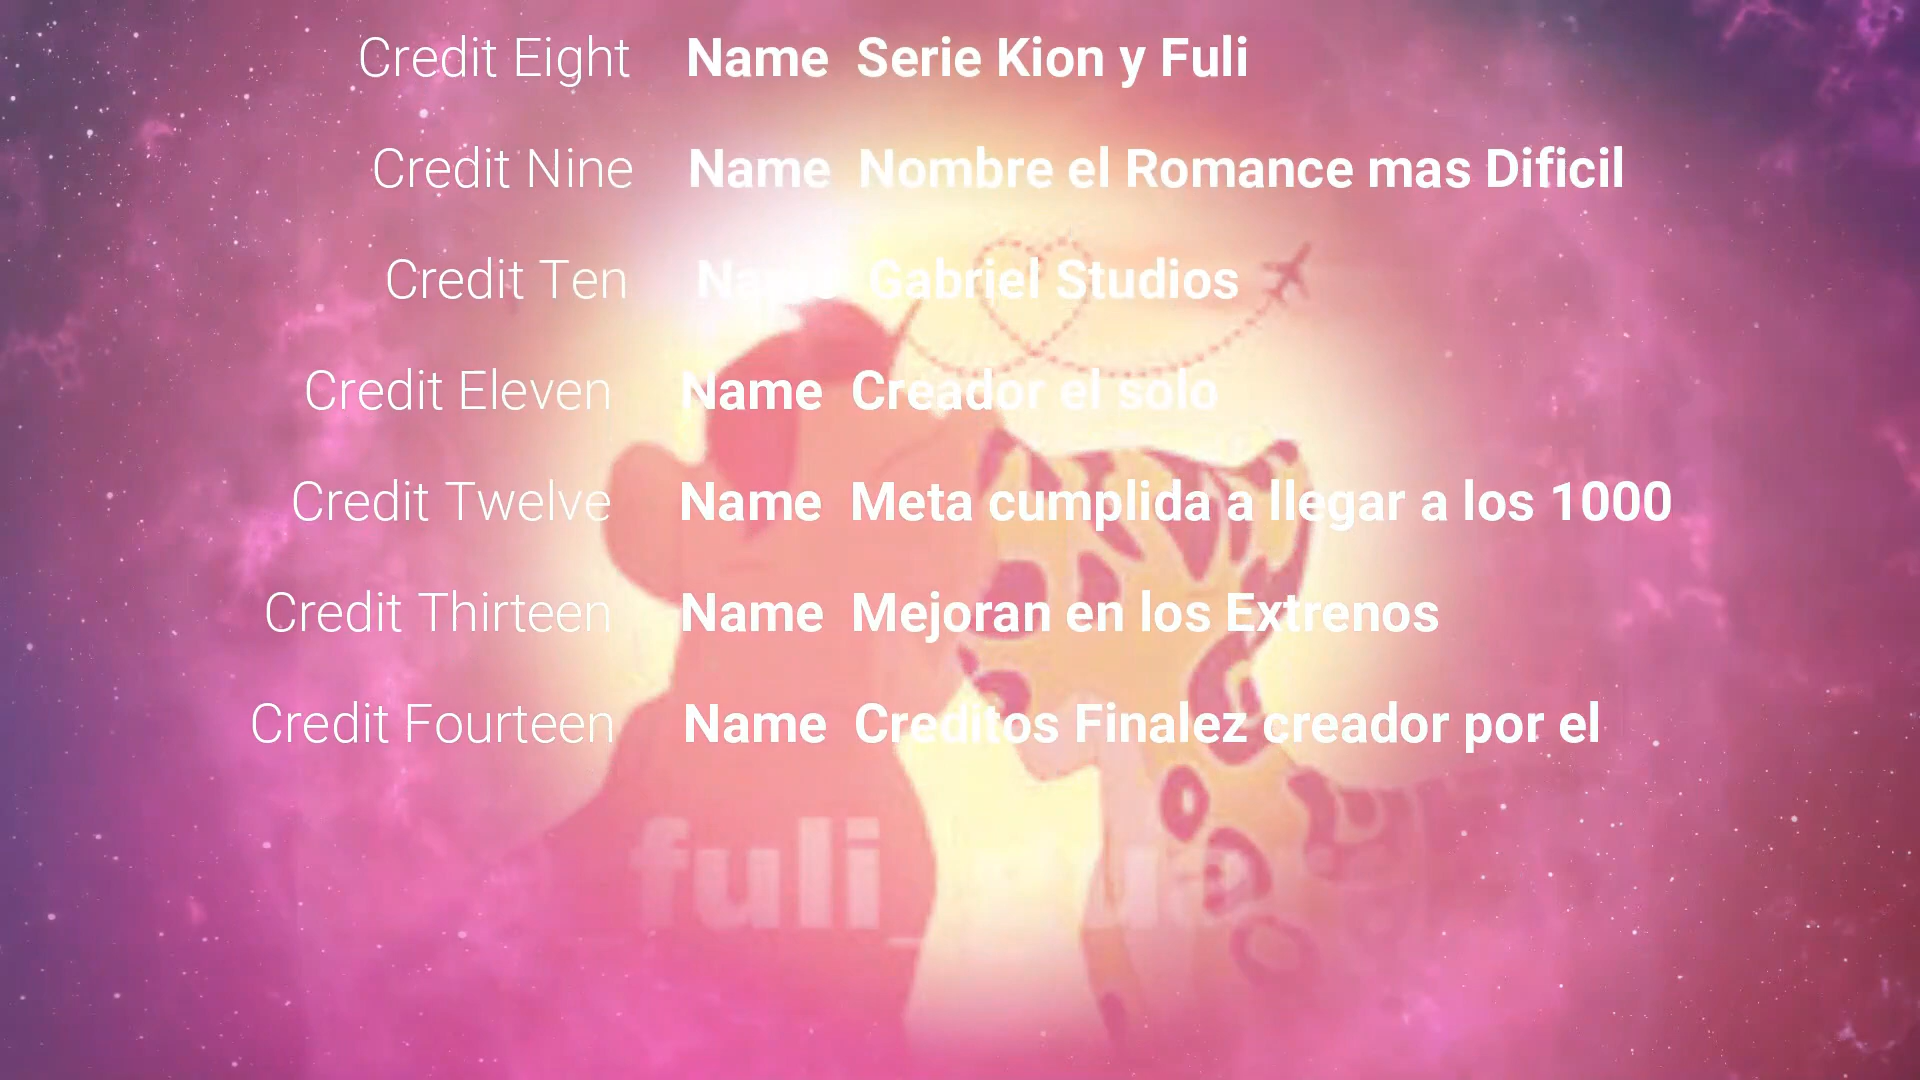 Credit Eight Name Serie Kion y Fuli
Credit Nine Name Nombre el Romance mas Dificil
Credit Ten Name Gabriel Studios
Credit Eleven Name Creador el solo
Credit Twelve Name Meta cumplida a llegar a los 1000
Credit Thirteen Name Mejoran en los Extrenos
Credit Fourteen Name Creditos Finalez creador por el